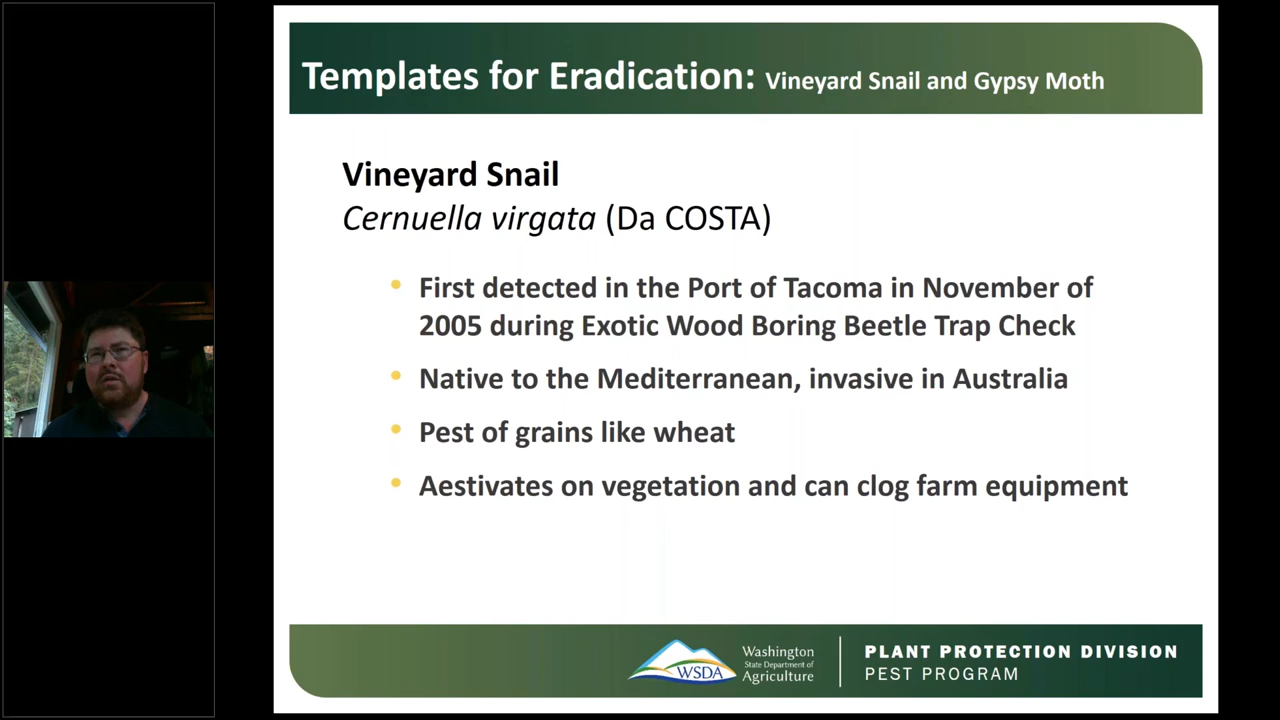 Templates for Eradication: Vineyard Snail and Gypsy Moth
Vineyard Snail
Cernuella virgata (Da COSTA)
• First detected in the Port of Tacoma in November of
2005 during Exotic Wood Boring Beetle Trap Check
• Native to the Mediterranean, invasive in Australia
• Pest of grains like wheat
• Aestivates on vegetation and can clog farm equipment
WSDA
Washington
State Department of
Agriculture
PLANT PROTECTION DIVISION
PEST PROGRAM